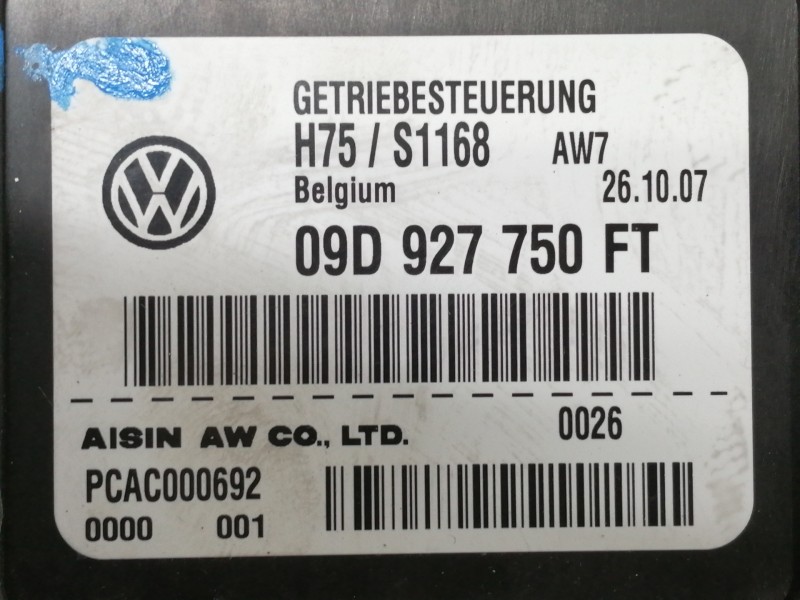 GETRIEBESTEUERUNG
H75 / S1168 AW7
Belgium 26.10.07
09D 927 750 FT
AISIN AW CO., LTD. 0026
PCAC000692
0000 001